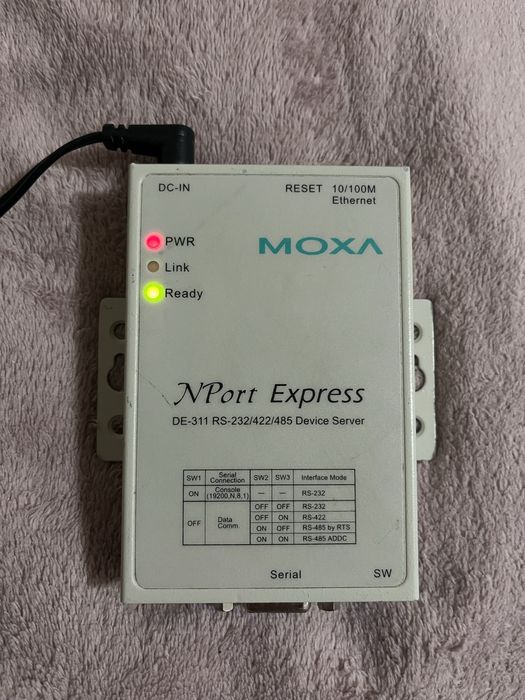 DC-IN RESET 10/100M
Ethernet
PWR MOXA
Link
Ready
NPort Express
DE-311 RS-232/422/485 Device Server
SW1 Serial Connection SW2 SW3 Interface Mode
ON Console (19200,N,8,1) — — RS-232
OFF Data Comm. OFF OFF RS-232
OFF ON RS-422
ON OFF RS-485 by RTS
ON ON RS-485 ADDC
Serial SW